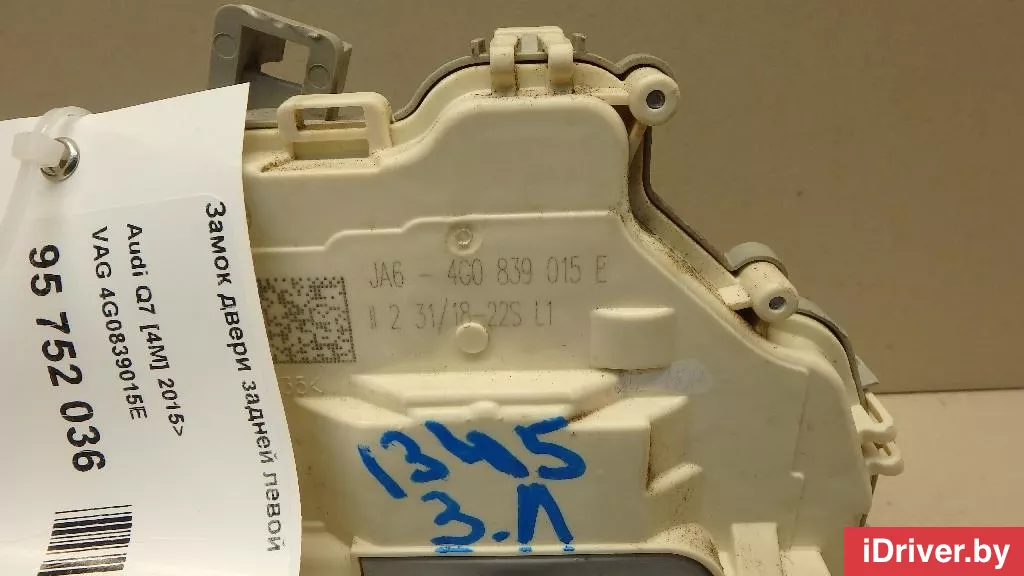 Замок двери задней левой
Audi Q7 [4M] 2015>
VAG 4G0839015E
95 752 036
JA6 - 4G0 839 015 E
2 31/18-22S L1
35<
1345
З.Л
iDriver.by